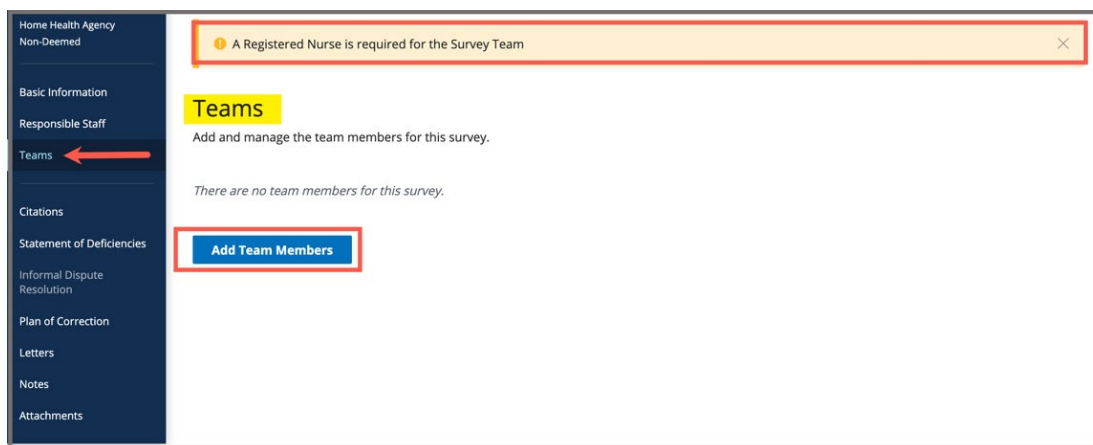 Home Health Agency
Non-Deemed
Basic Information
Responsible Staff
Teams
Citations
Statement of Deficiencies
Informal Dispute
Resolution
Plan of Correction
Letters
Notes
Attachments
A Registered Nurse is required for the Survey Team
Teams
Add and manage the team members for this survey.
There are no team members for this survey.
Add Team Members